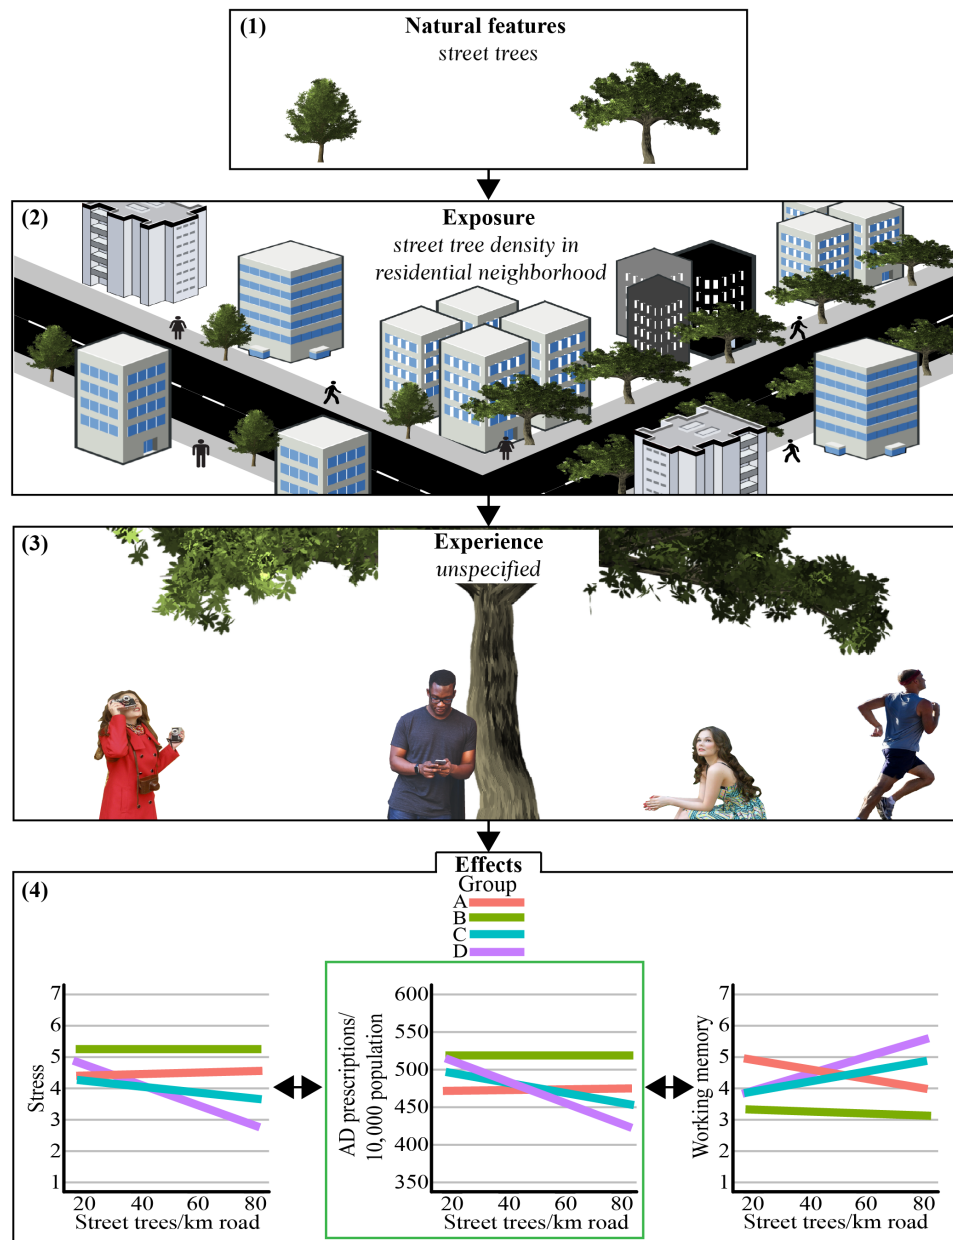 (1)
Natural features
street trees
(2)
Exposure
street tree density in
residential neighborhood
(3)
Experience
unspecified
(4)
Effects
Group
A
B
C
D
Stress
7
6
5
4
3
2
1
20 40 60 80
Street trees/km road
AD prescriptions/
10,000 population
600
550
500
450
400
350
20 40 60 80
Street trees/km road
Working memory
7
6
5
4
3
2
1
20 40 60 80
Street trees/km road